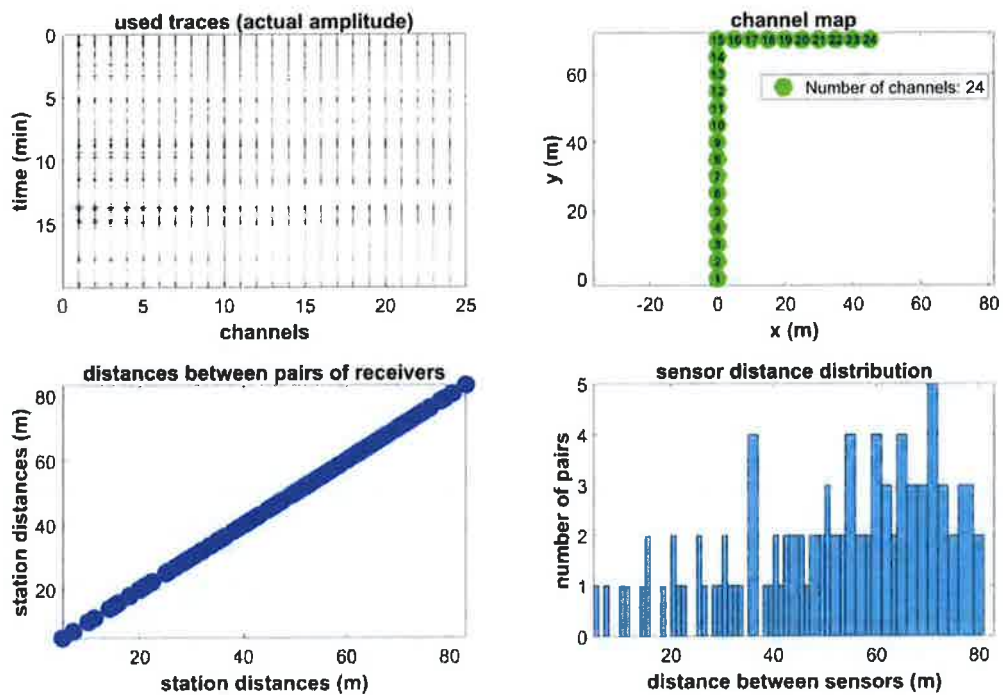 used traces (actual amplitude)
0
5
10
15
time (min)
0 5 10 15 20 25
channels
channel map
15 16 17 18 19 20 21 22 23 24
14
13
12
11
10
9
8
7
6
5
4
3
2
1
Number of channels: 24
60
40
20
0
y (m)
-20 0 20 40 60 80
x (m)
distances between pairs of receivers
80
60
40
20
station distances (m)
20 40 60 80
station distances (m)
sensor distance distribution
5
4
3
2
1
0
number of pairs
20 40 60 80
distance between sensors (m)